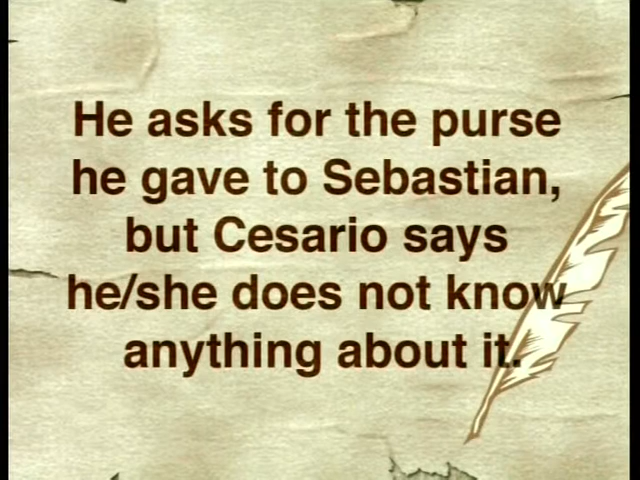 He asks for the purse
he gave to Sebastian,
but Cesario says
he/she does not know
anything about it.